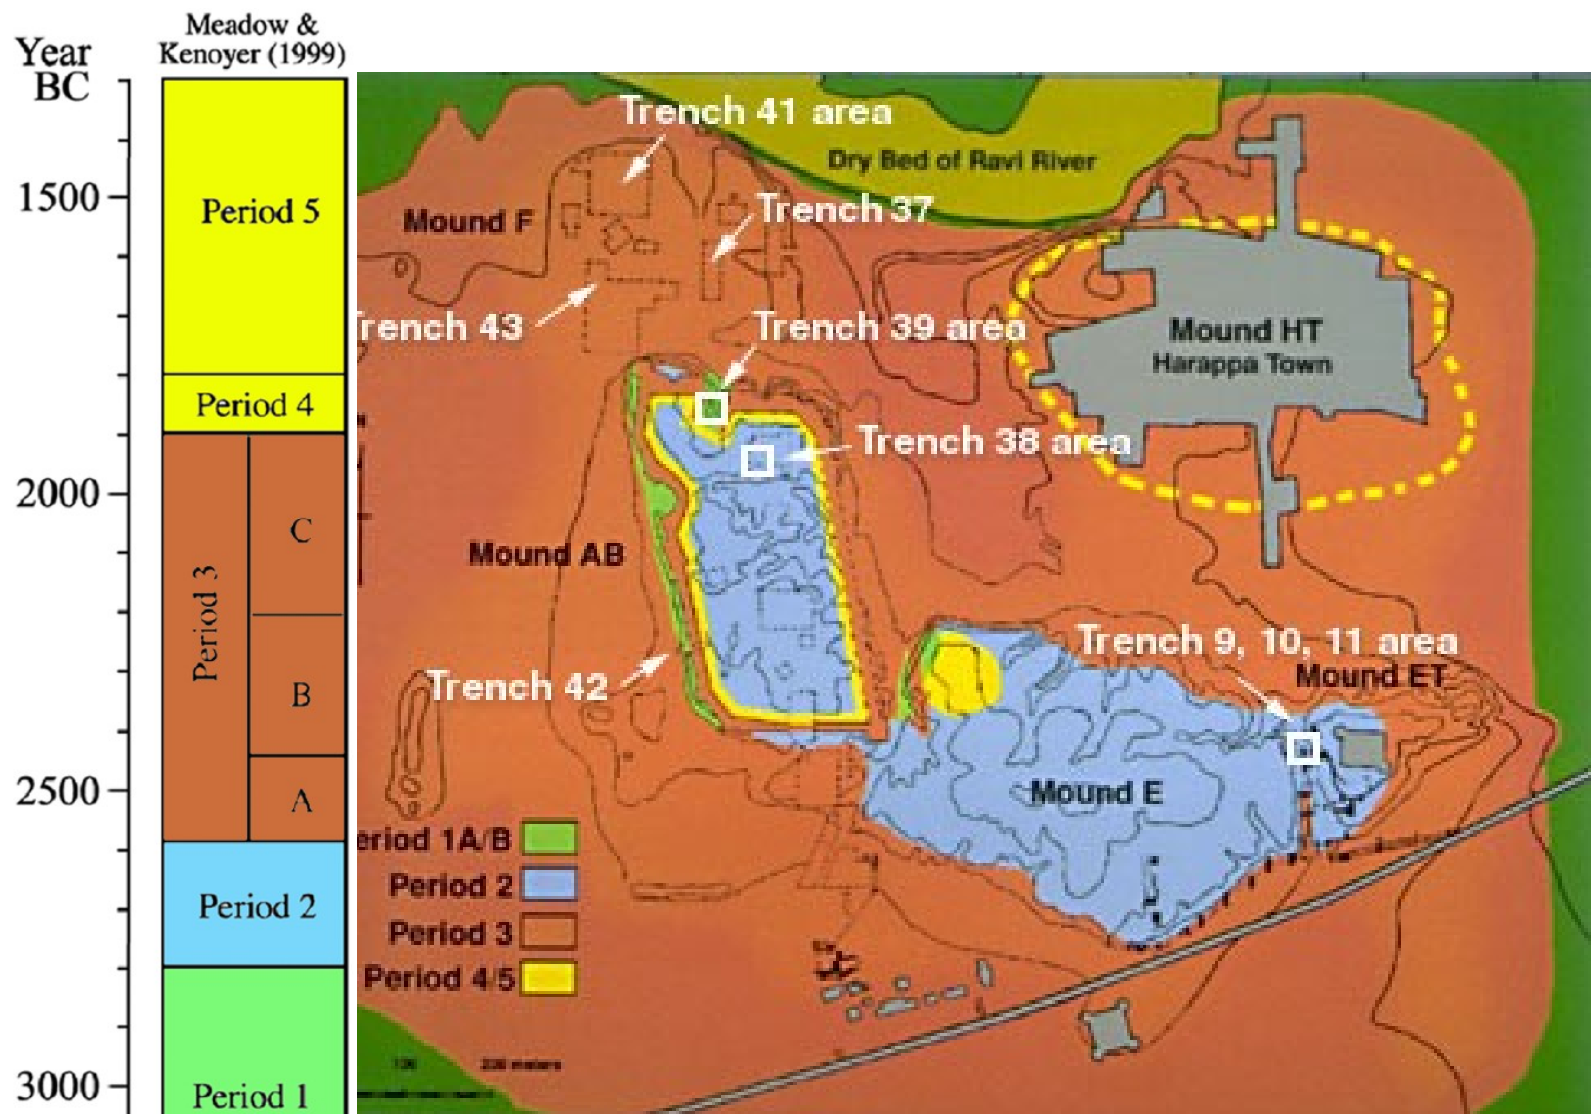 Meadow &
Kenoyer (1999)
Year
BC
1500
2000
2500
3000
Period 5
Period 4
Period 3
C
B
A
Period 2
Period 1
Trench 41 area
Dry Bed of Ravi River
Mound F
Trench 37
Trench 43
Trench 39 area
Mound HT
Harappa Town
Trench 38 area
Mound AB
Trench 9, 10, 11 area
Mound ET
Trench 42
Mound E
eriod 1A/B
Period 2
Period 3
Period 4/5
meters